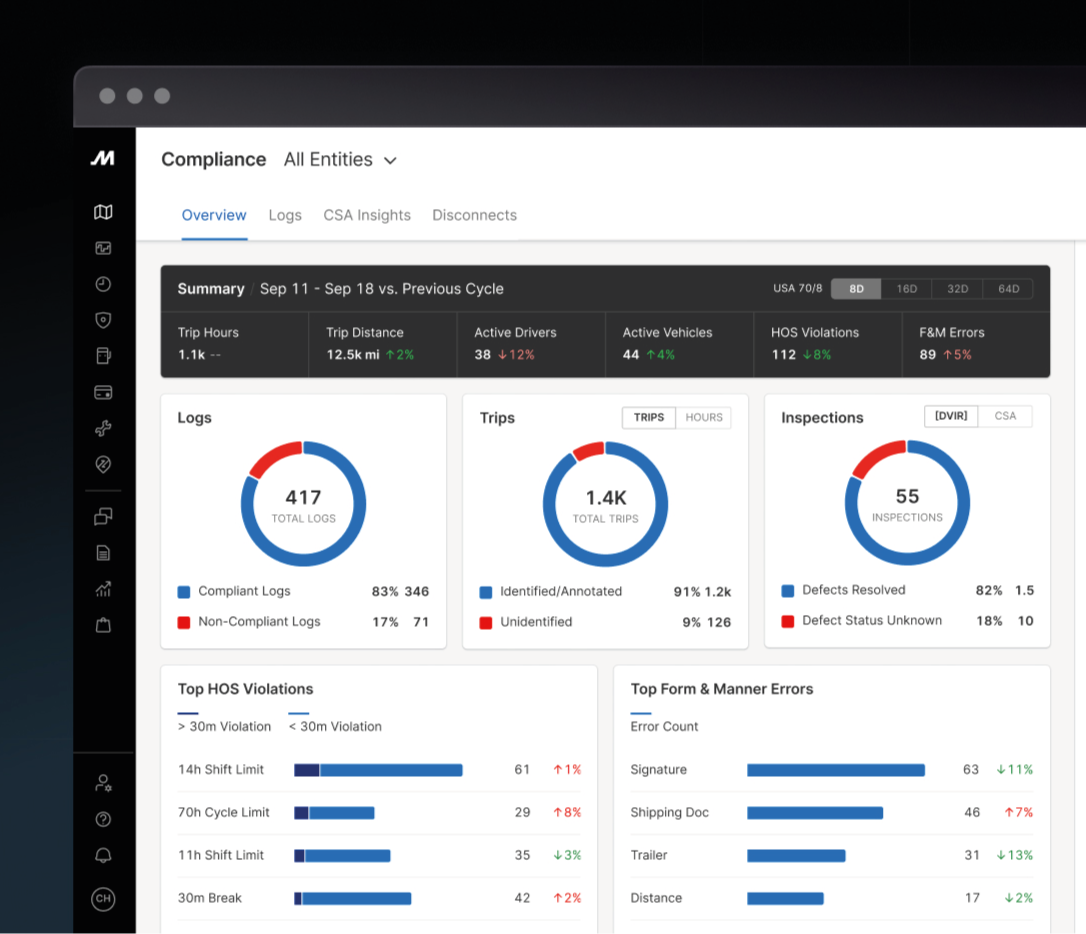 Compliance All Entities
Overview Logs CSA Insights Disconnects
Summary / Sep 11 - Sep 18 vs. Previous Cycle USA 70/8 8D 16D 32D 64D
Trip Hours Trip Distance Active Drivers Active Vehicles HOS Violations F&M Errors
1.1k -- 12.5k mi ↑2% 38 ↓12% 44 ↑4% 112 ↓8% 89 ↑5%
Logs
417
TOTAL LOGS
Compliant Logs 83% 346
Non-Compliant Logs 17% 71
Trips TRIPS HOURS
1.4K
TOTAL TRIPS
Identified/Annotated 91% 1.2k
Unidentified 9% 126
Inspections [DVIR] CSA
55
INSPECTIONS
Defects Resolved 82% 1.5
Defect Status Unknown 18% 10
Top HOS Violations
> 30m Violation < 30m Violation
14h Shift Limit 61 ↑1%
70h Cycle Limit 29 ↑8%
11h Shift Limit 35 ↓3%
30m Break 42 ↑2%
Top Form & Manner Errors
Error Count
Signature 63 ↓11%
Shipping Doc 46 ↑7%
Trailer 31 ↓13%
Distance 17 ↓2%
CH